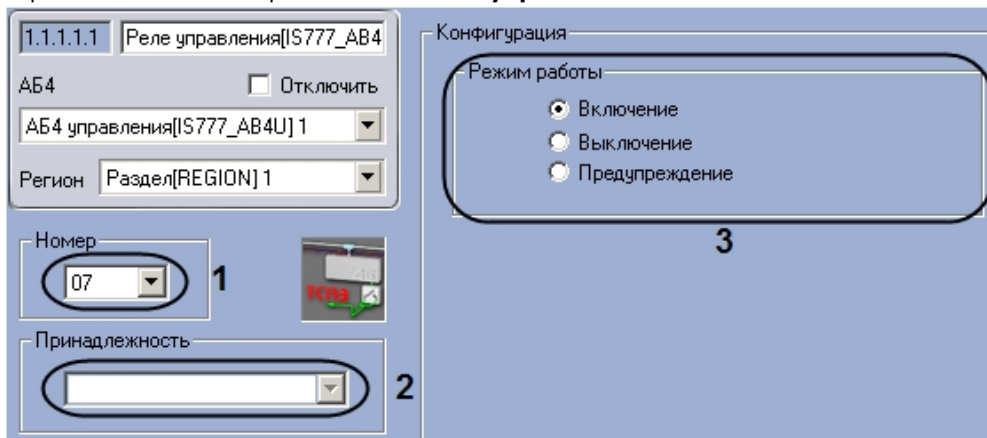 1.1.1.1.1 Реле управления[IS777_AB4
АБ4 Отключить
АБ4 управления[IS777_AB4U] 1
Регион Раздел[REGION] 1
Номер
07 1
ТСПЭ
Принадлежность
2
Конфигурация
Режим работы
Включение
Выключение
Предупреждение
3